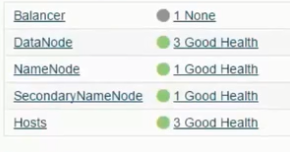 Balancer 1 None
DataNode 3 Good Health
NameNode 1 Good Health
SecondaryNameNode 1 Good Health
Hosts 3 Good Health